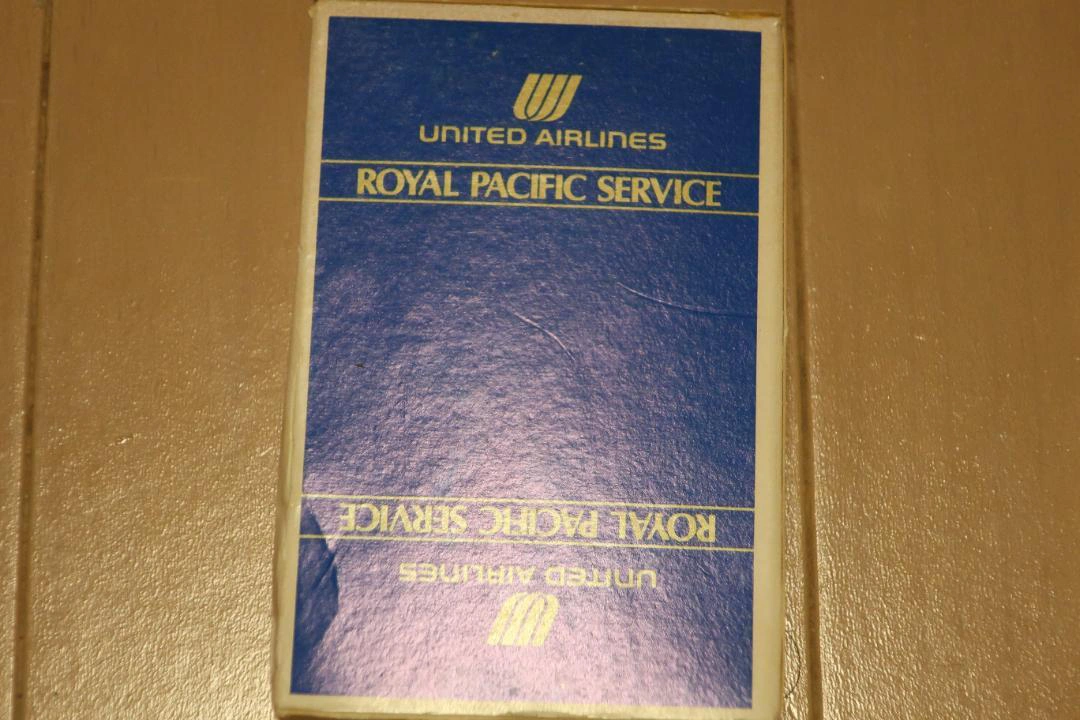 UNITED AIRLINES
ROYAL PACIFIC SERVICE
ROYAL PACIFIC SERVICE
UNITED AIRLINES